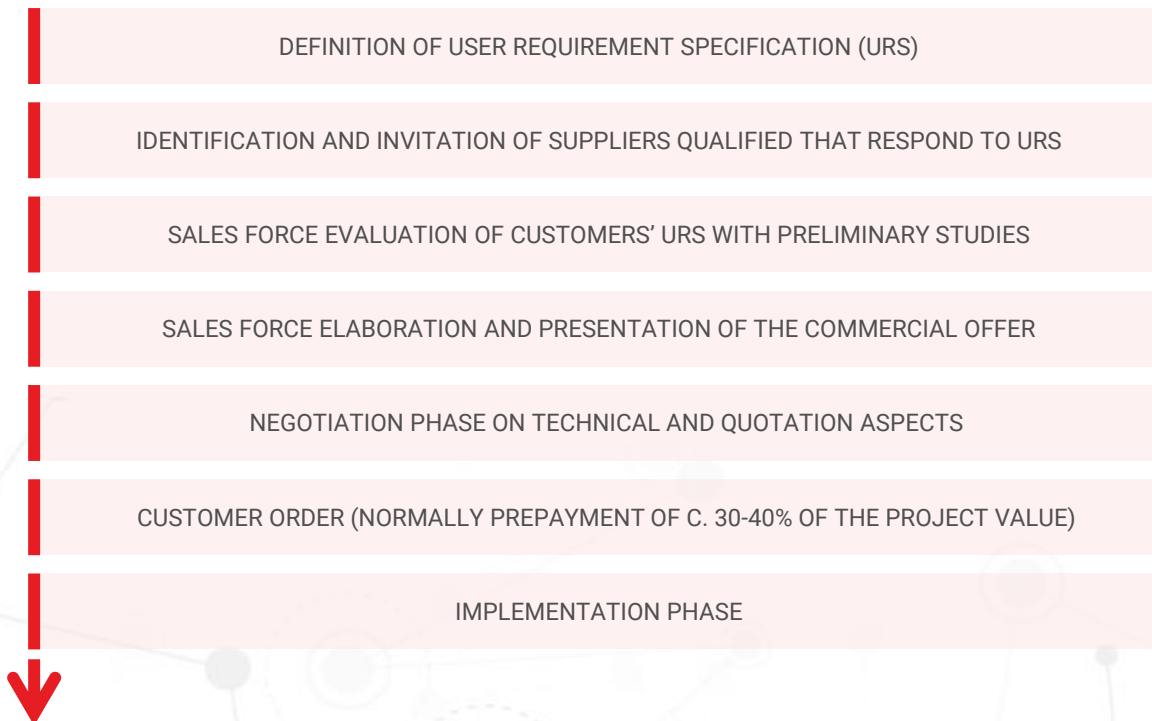 DEFINITION OF USER REQUIREMENT SPECIFICATION (URS)
IDENTIFICATION AND INVITATION OF SUPPLIERS QUALIFIED THAT RESPOND TO URS
SALES FORCE EVALUATION OF CUSTOMERS’ URS WITH PRELIMINARY STUDIES
SALES FORCE ELABORATION AND PRESENTATION OF THE COMMERCIAL OFFER
NEGOTIATION PHASE ON TECHNICAL AND QUOTATION ASPECTS
CUSTOMER ORDER (NORMALLY PREPAYMENT OF C. 30-40% OF THE PROJECT VALUE)
IMPLEMENTATION PHASE